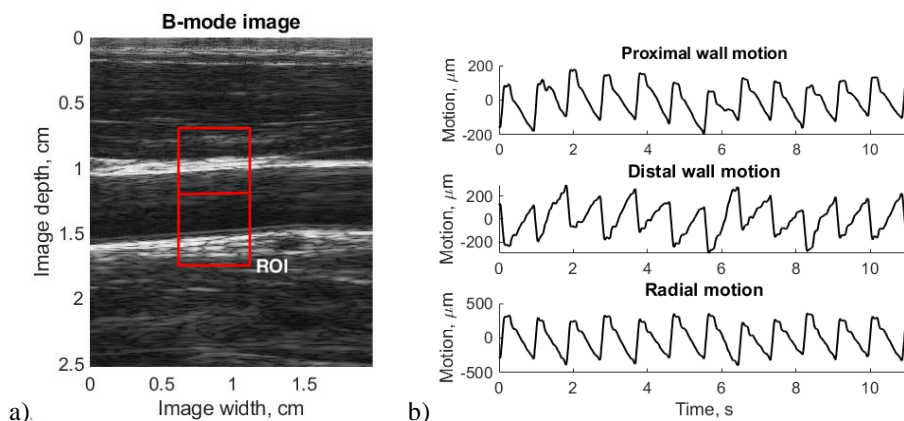 B-mode image
0
0.5
1
1.5
2
2.5
Image depth, cm
ROI
0 0.5 1 1.5
Image width, cm
a).
Proximal wall motion
Motion, μm
200
0
-200
0 2 4 6 8 10
Distal wall motion
Motion, μm
200
0
-200
0 2 4 6 8 10
Radial motion
Motion, μm
500
0
-500
0 2 4 6 8 10
Time, s
b)